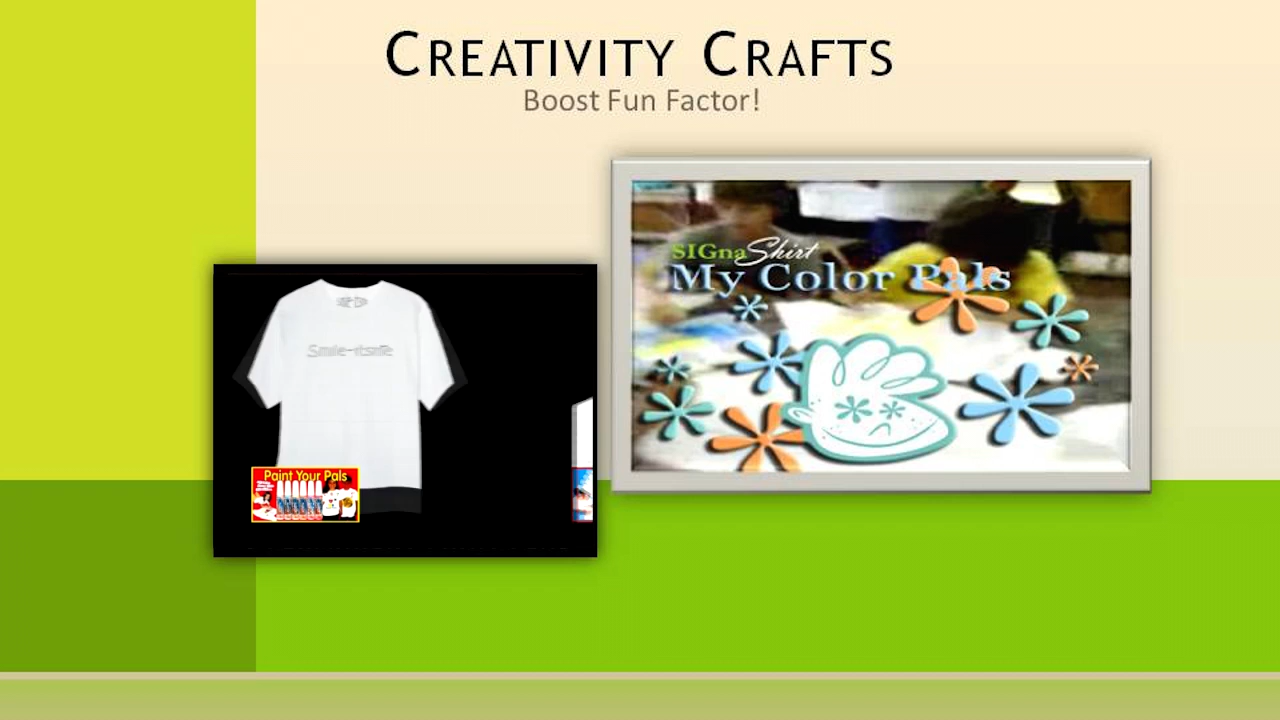 CREATIVITY CRAFTS
Boost Fun Factor!
SIGnaShirt
My Color Pals
Smile-itsme
Paint Your Pals